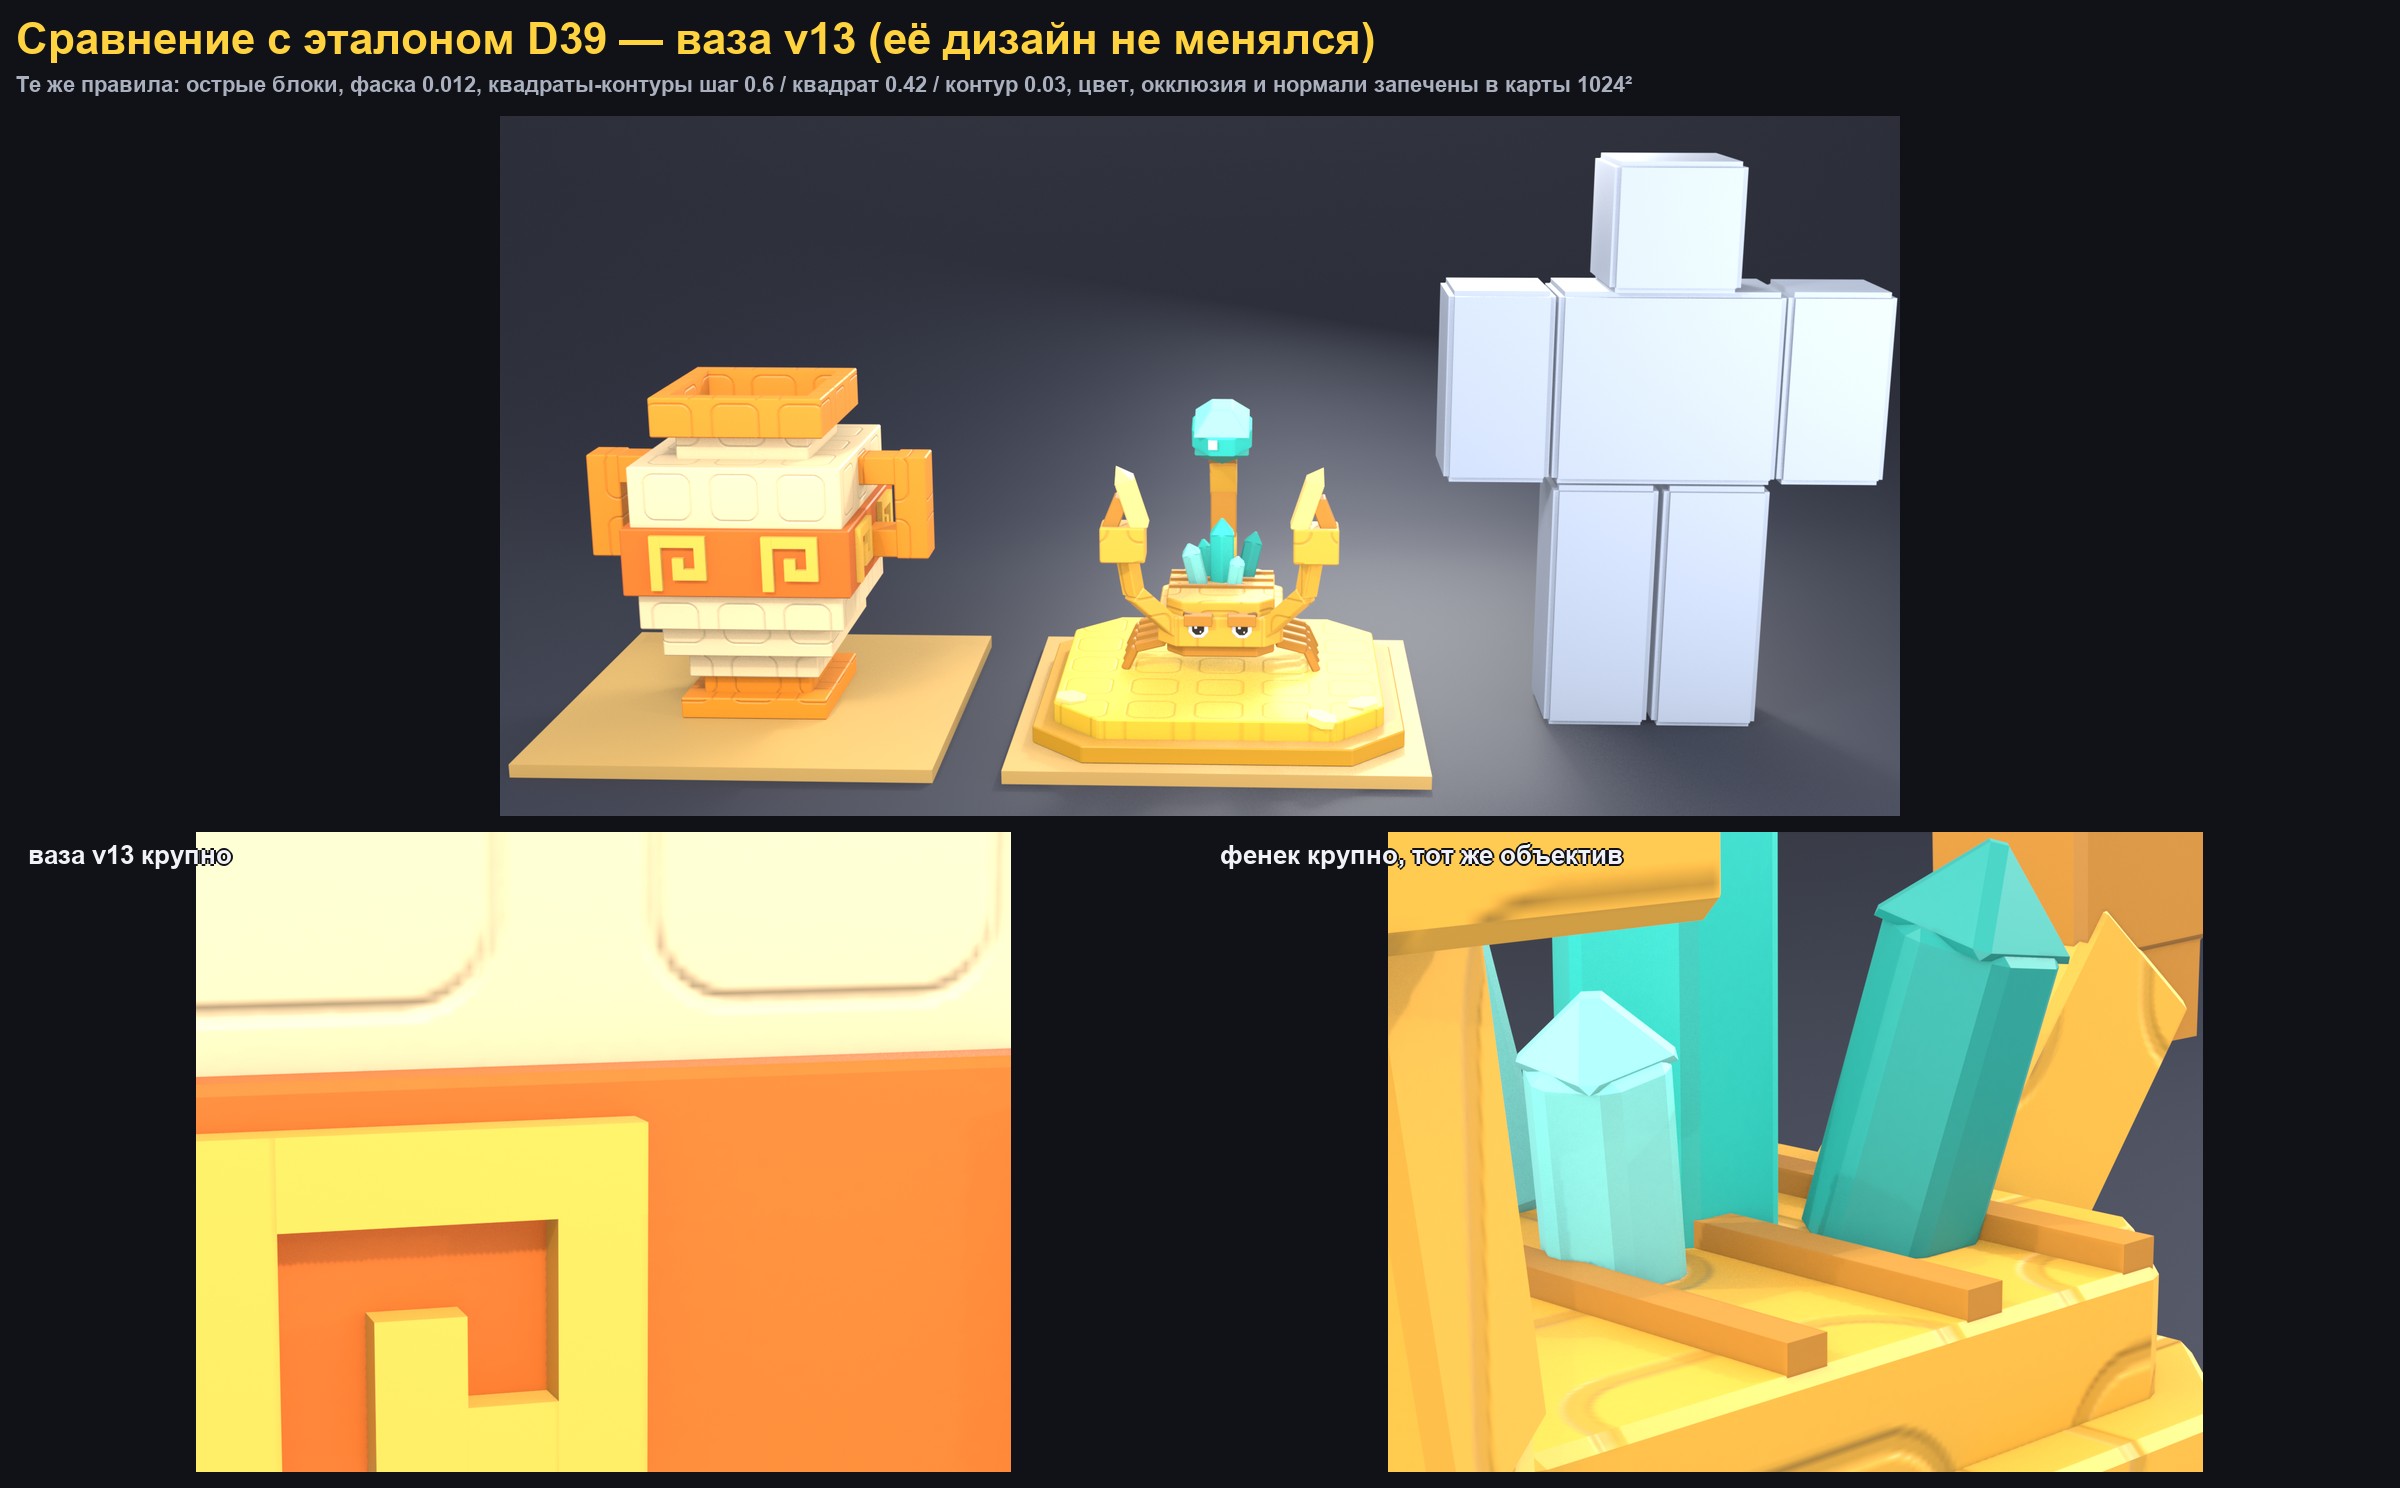 Сравнение с эталоном D39 — ваза v13 (её дизайн не менялся)
Те же правила: острые блоки, фаска 0.012, квадраты-контуры шаг 0.6 / квадрат 0.42 / контур 0.03, цвет, окклюзия и нормали запечены в карты 1024²
ваза v13 крупно
фенек крупно, тот же объектив